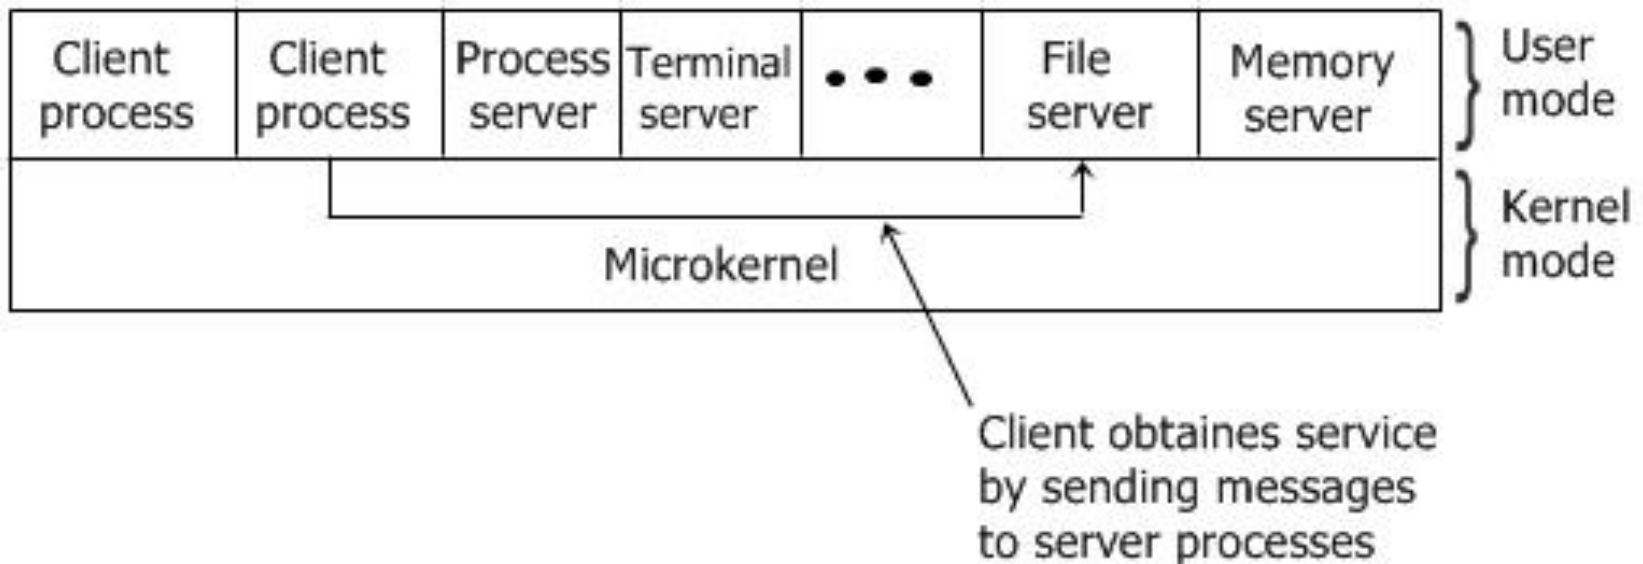 Client
process
Client
process
Process
server
Terminal
server
File
server
Memory
server
User
mode
Microkernel
Kernel
mode
Client obtaines service
by sending messages
to server processes